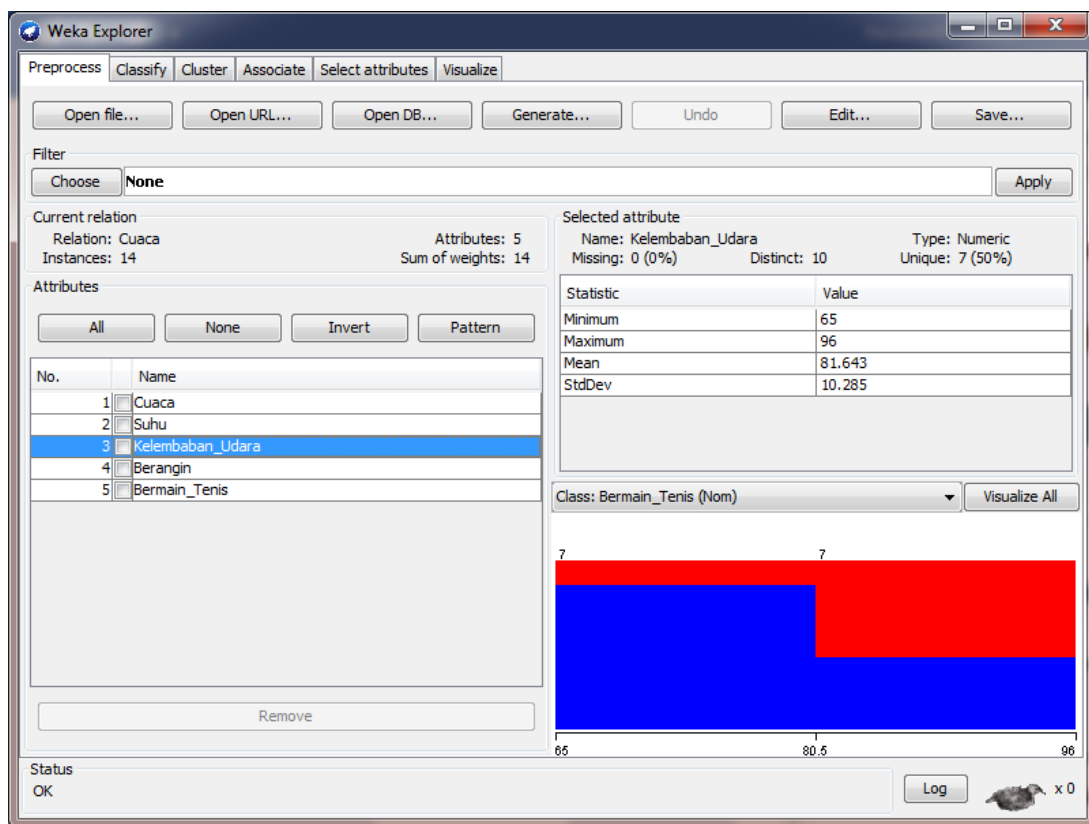 Weka Explorer
Preprocess Classify Cluster Associate Select attributes Visualize
Open file... Open URL... Open DB... Generate... Undo Edit... Save...
Filter
Choose None Apply
Current relation
Relation: Cuaca Attributes: 5
Instances: 14 Sum of weights: 14
Attributes
All None Invert Pattern
No. Name
1 Cuaca
2 Suhu
3 Kelembaban_Udara
4 Berangin
5 Bermain_Tenis
Remove
Selected attribute
Name: Kelembaban_Udara Type: Numeric
Missing: 0 (0%) Distinct: 10 Unique: 7 (50%)
Statistic Value
Minimum 65
Maximum 96
Mean 81.643
StdDev 10.285
Class: Bermain_Tenis (Nom) Visualize All
7 7
65 80.5 96
Status
OK Log x 0